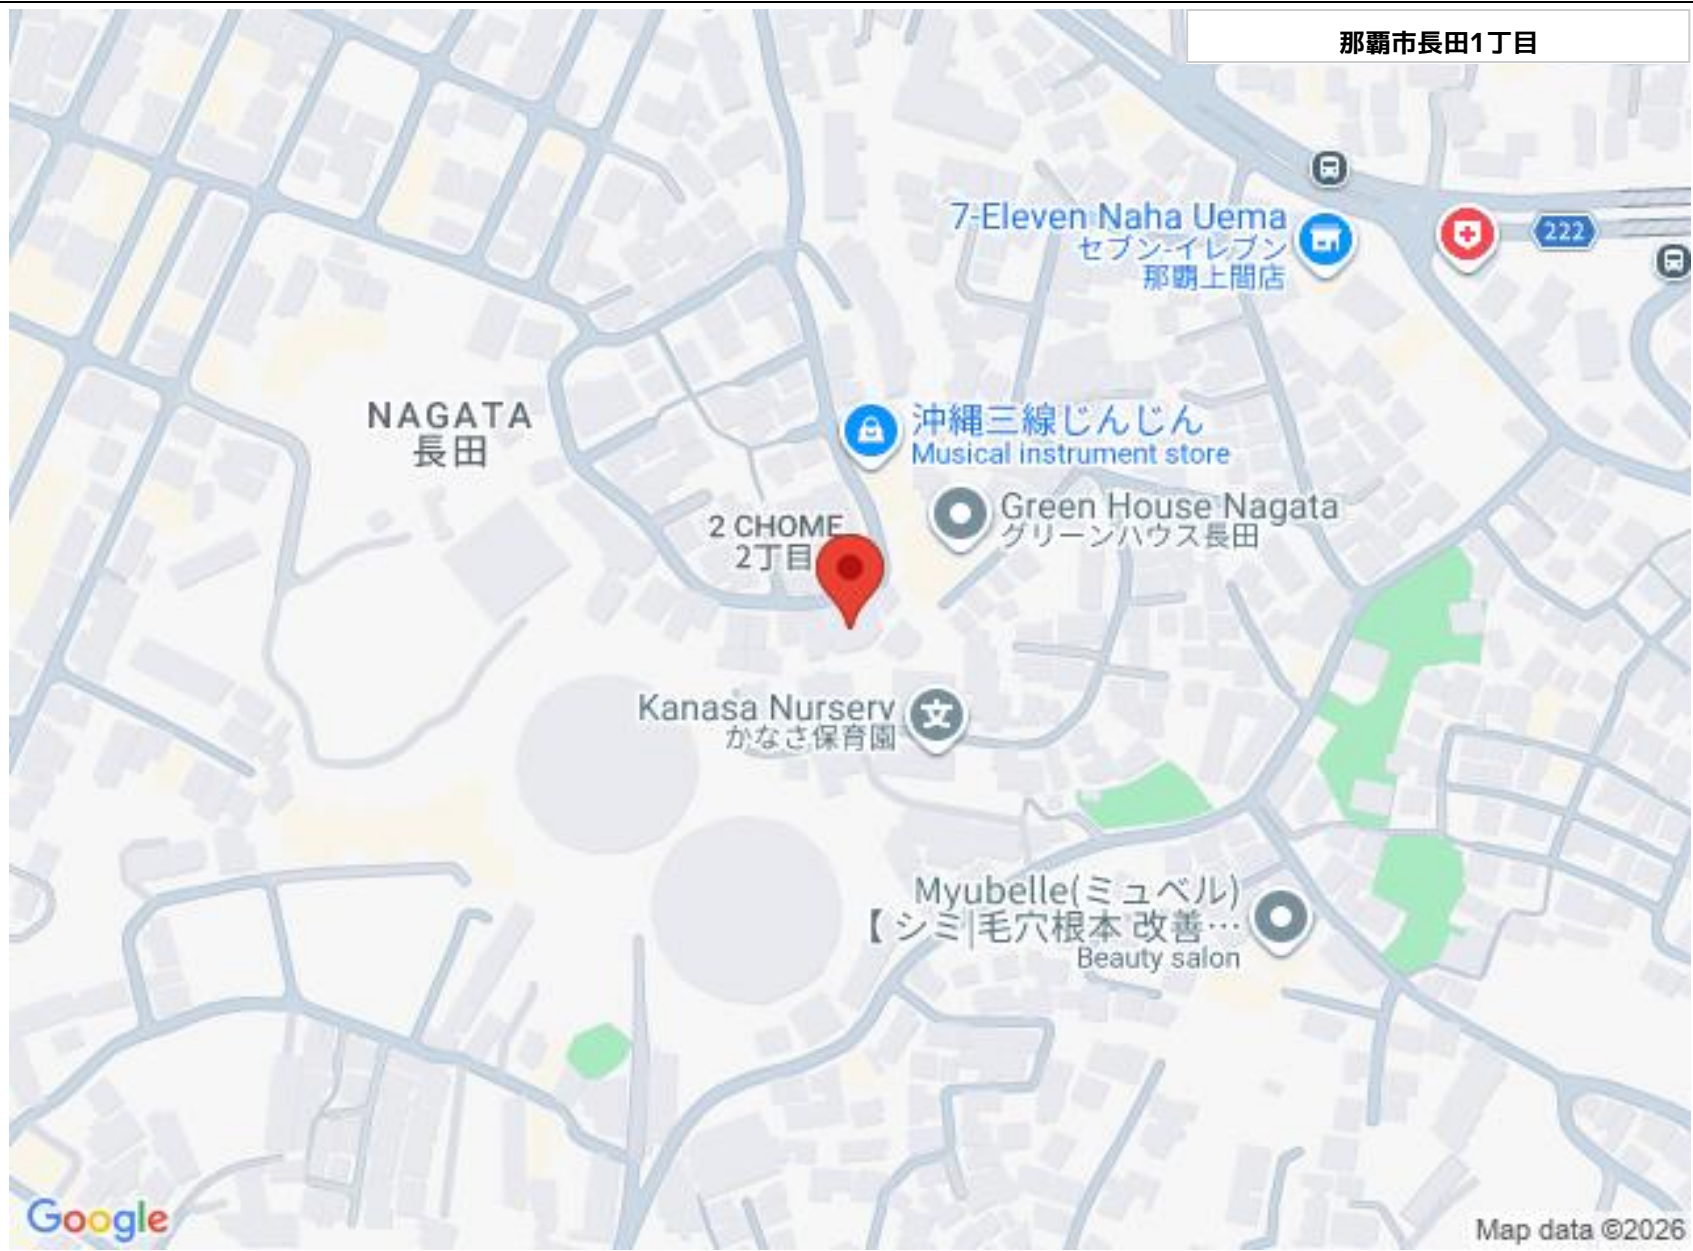 那覇市長田1丁目
7-Eleven Naha Uema
セブン-イレブン
那覇上間店
222
NAGATA
長田
沖縄三線じんじん
Musical instrument store
Green House Nagata
グリーンハウス長田
2 CHOME
2丁目
Kanasa Nursery
かなさ保育園
文
Myubelle(ミュベル)
【シミ|毛穴根本 改善…
Beauty salon
Google
Map data ©2026